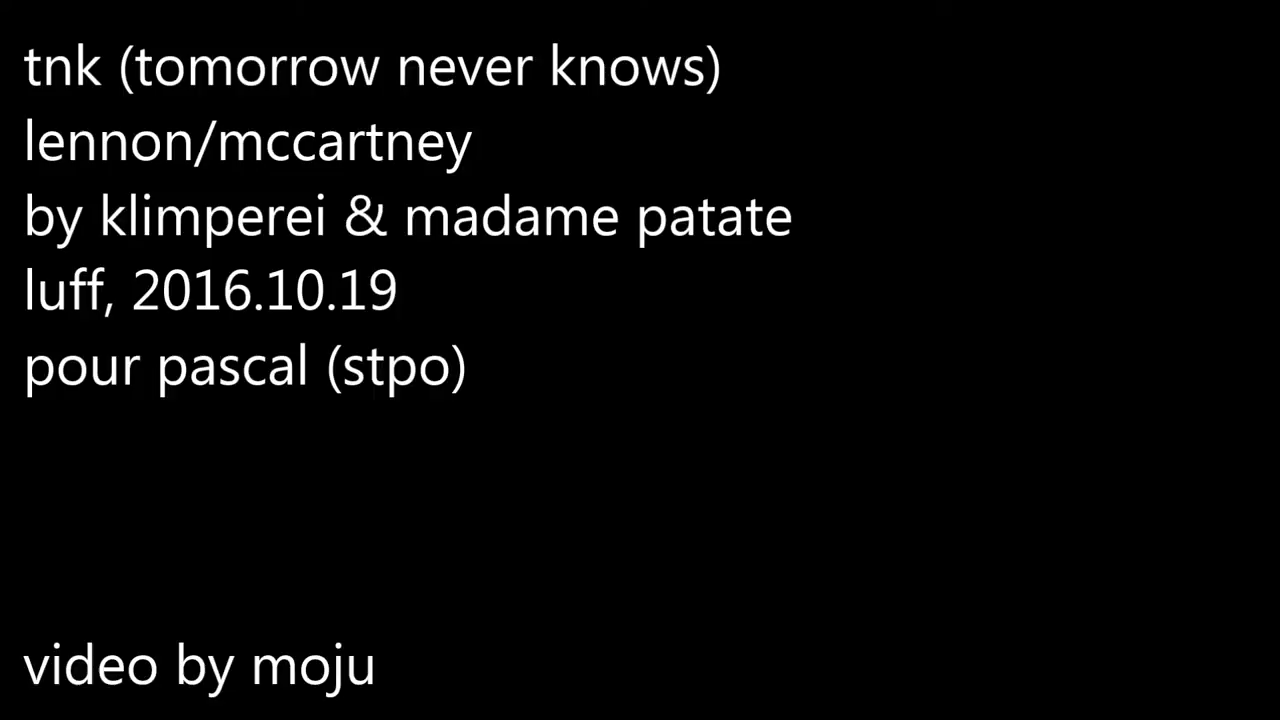 tnk (tomorrow never knows)
lennon/mccartney
by klimperei & madame patate
luff, 2016.10.19
pour pascal (stpo)
video by moju